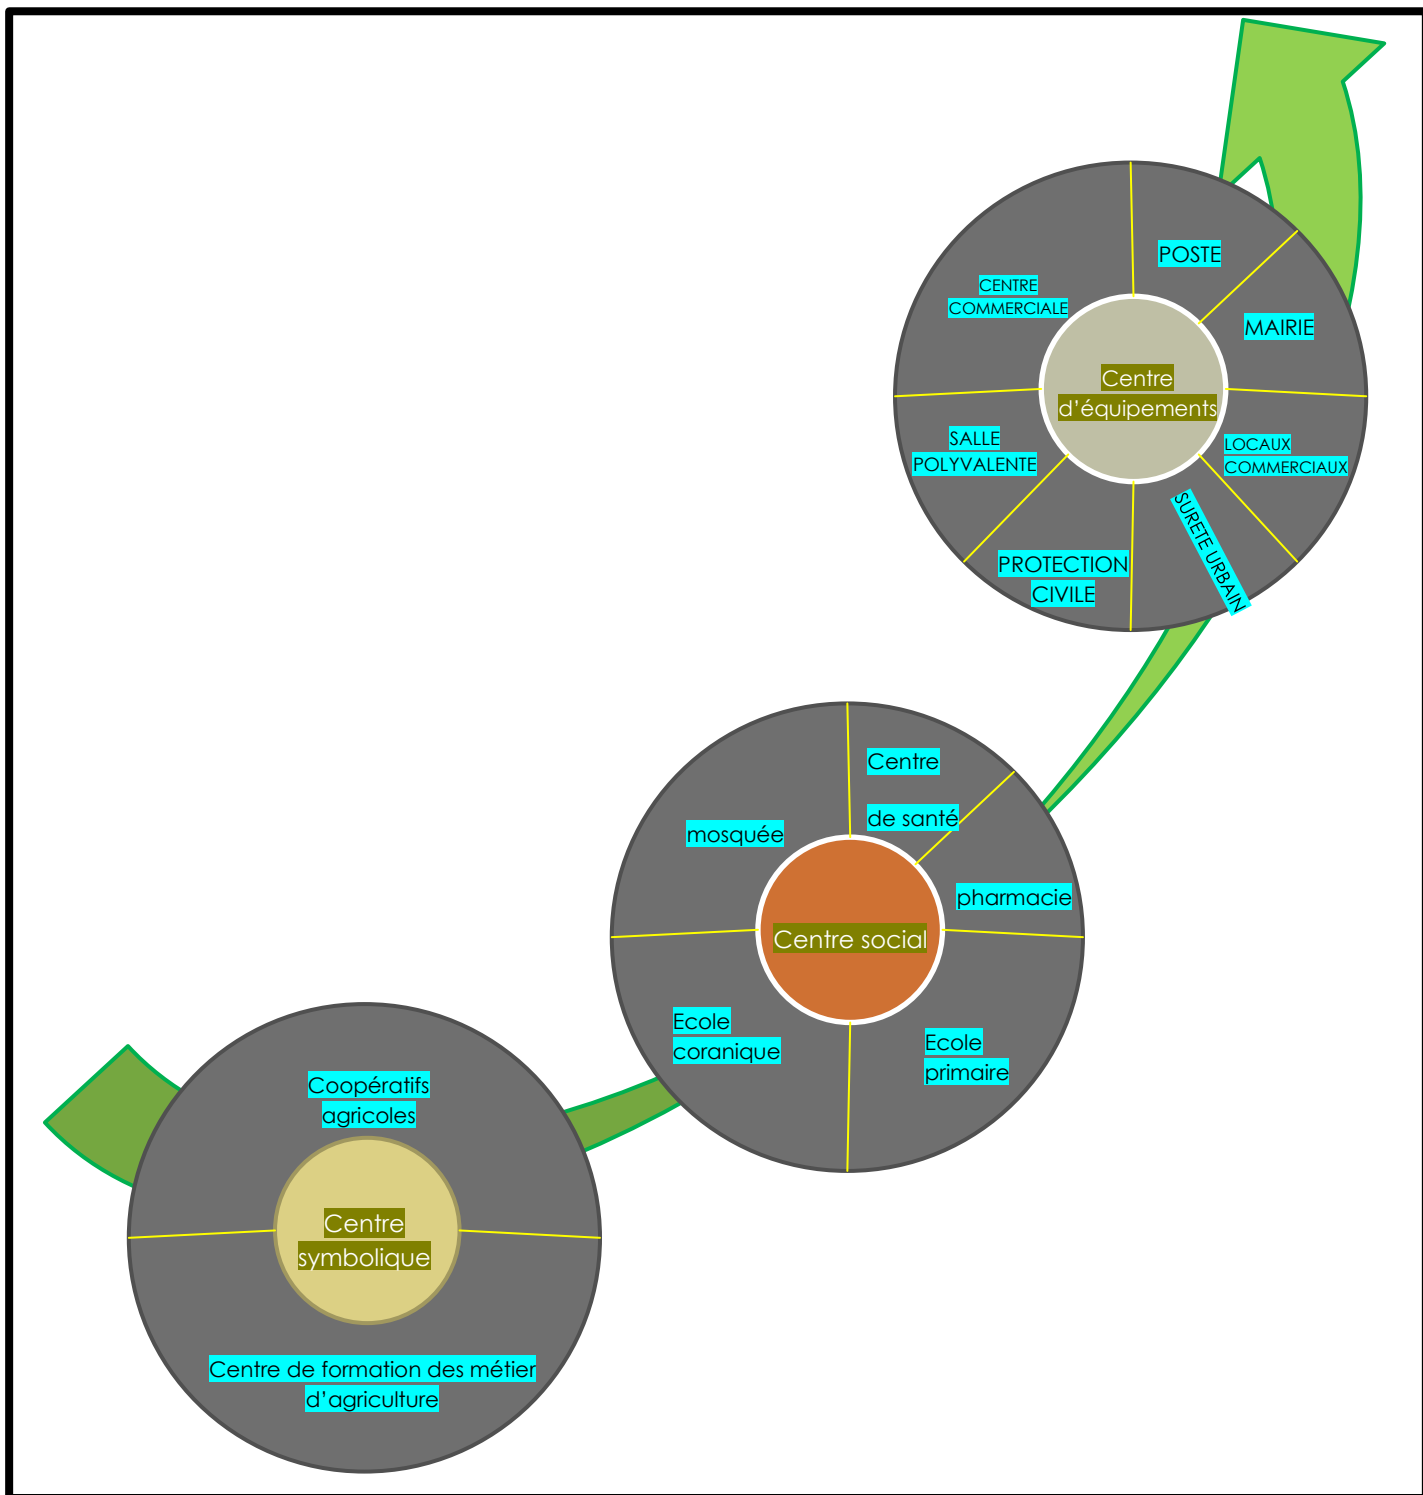 POSTE
CENTRE
COMMERCIALE
MAIRIE
Centre
d'équipements
SALLE
POLYVALENTE
LOCAUX
COMMERCIAUX
SURETE URBAIN
PROTECTION
CIVILE
Centre
de santé
mosquée
pharmacie
Centre social
Ecole
coranique
Ecole
primaire
Coopératifs
agricoles
Centre
symbolique
Centre de formation des métier
d'agriculture